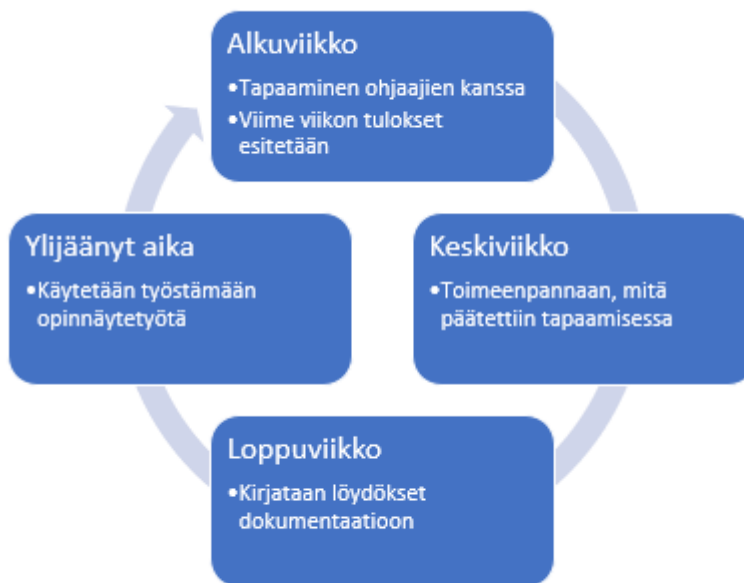 Alkuviikko
•Tapaaminen ohjaajien kanssa
•Viime viikon tulokset
esitetään
Keskiviikko
•Toimeenpannaan, mitä
päätettiin tapaamisessa
Loppuviikko
•Kirjataan löydökset
dokumentaatioon
Ylijäänyt aika
•Käytetään työstämään
opinnäytetyötä